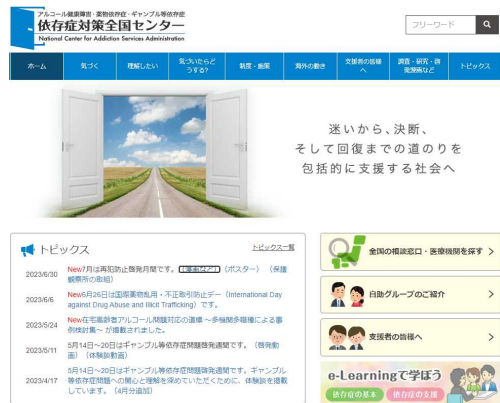 アルコール健康障害・薬物依存症・ギャンブル等依存症
依存症対策全国センター
National Center for Addiction Services Administration
フリーワード
ホーム
気づく
理解したい
気づいたらど
うする?
制度・施策
海外の動き
支援者の皆様
へ
調査・研究・啓
発漫画など
トピックス
迷いから、決断、
そして回復までの道のりを
包括的に支援する社会へ
トピックス
トピックス一覧
2023/6/30
New7月は再犯防止啓発月間です。(漫画など) (ポスター) (保護
観察所の取組)
2023/6/6
New6月26日は国際薬物乱用・不正取引防止デー (International Day
against Drug Abuse and Illicit Trafficking) です。
2023/5/24
New在宅高齢者アルコール問題対応の道標 ~多機関多職種による事
例検討集~ が掲載されました。
2023/5/11
5月14日~20日はギャンブル等依存症問題啓発週間です。(啓発動
画) (体験談動画)
2023/4/17
5月14日~20日はギャンブル等依存症問題啓発週間です。ギャンブル
等依存症問題への関心と理解を深めていただくために、体験談を掲載
しています。 (4月分追加)
全国の相談窓口・医療機関を探す
自助グループのご紹介
支援者の皆様へ
e-Learningで学ぼう
依存症の基本
依存症の支援